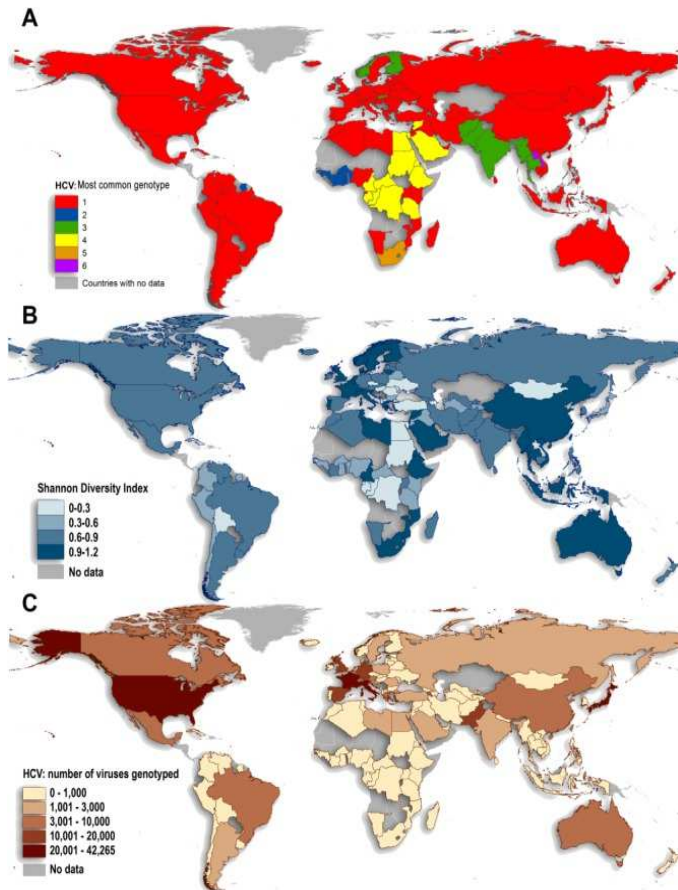 A
HCV: Most common genotype
1
2
3
4
5
6
Countries with no data
B
Shannon Diversity Index
0-0.3
0.3-0.6
0.6-0.9
0.9-1.2
No data
C
HCV: number of viruses genotyped
0 - 1,000
1,001 - 3,000
3,001 - 10,000
10,001 - 20,000
20,001 - 42,265
No data